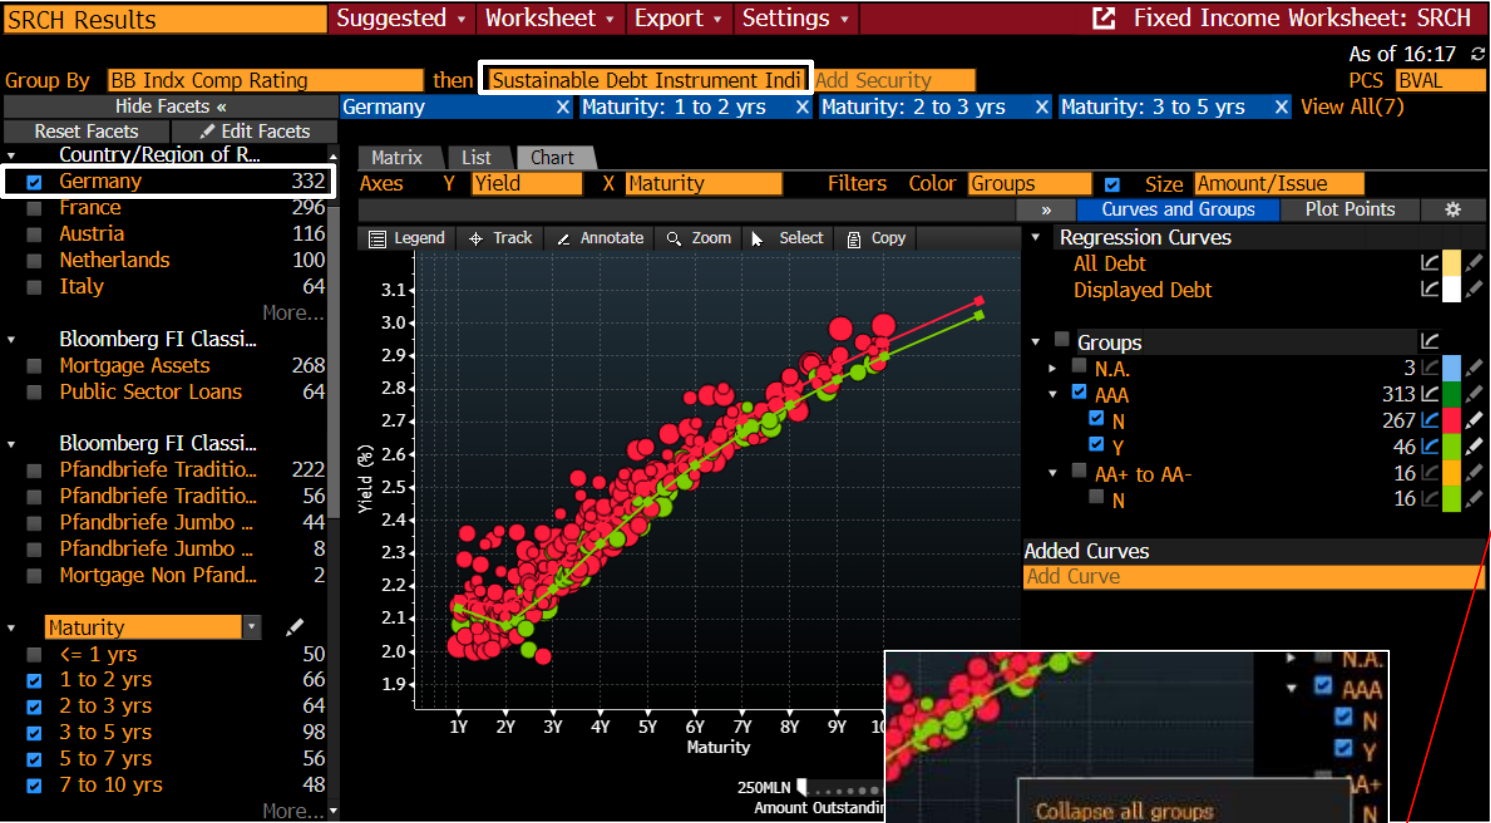 SRCH Results Suggested Worksheet Export Settings Fixed Income Worksheet: SRCH
As of 16:17
Group By BB Indx Comp Rating then Sustainable Debt Instrument Indi Add Security PCS BVAL
Hide Facets « Germany X Maturity: 1 to 2 yrs X Maturity: 2 to 3 yrs X Maturity: 3 to 5 yrs X View All(7)
Reset Facets Edit Facets
Country/Region of R...
Germany 332
France 296
Austria 116
Netherlands 100
Italy 64
More...
Bloomberg FI Classi...
Mortgage Assets 268
Public Sector Loans 64
Bloomberg FI Classi...
Pfandbriefe Traditio... 222
Pfandbriefe Traditio... 56
Pfandbriefe Jumbo ... 44
Pfandbriefe Jumbo ... 8
Mortgage Non Pfand... 2
Maturity
<= 1 yrs 50
1 to 2 yrs 66
2 to 3 yrs 64
3 to 5 yrs 98
5 to 7 yrs 56
7 to 10 yrs 48
More...
Matrix List Chart
Axes Y Yield X Maturity Filters Color Groups Size Amount/Issue
» Curves and Groups Plot Points
Legend Track Annotate Zoom Select Copy
3.1
3.0
2.9
2.8
2.7
2.6
2.5
2.4
2.3
2.2
2.1
2.0
1.9
Yield (%)
1Y 2Y 3Y 4Y 5Y 6Y 7Y 8Y 9Y
Maturity
250MLN
Amount Outstandin
Regression Curves
All Debt
Displayed Debt
Groups
N.A. 3
AAA 313
N 267
Y 46
AA+ to AA- 16
N 16
Added Curves
Add Curve
N.A.
AAA
N
Y
AA+
N
Collapse all groups